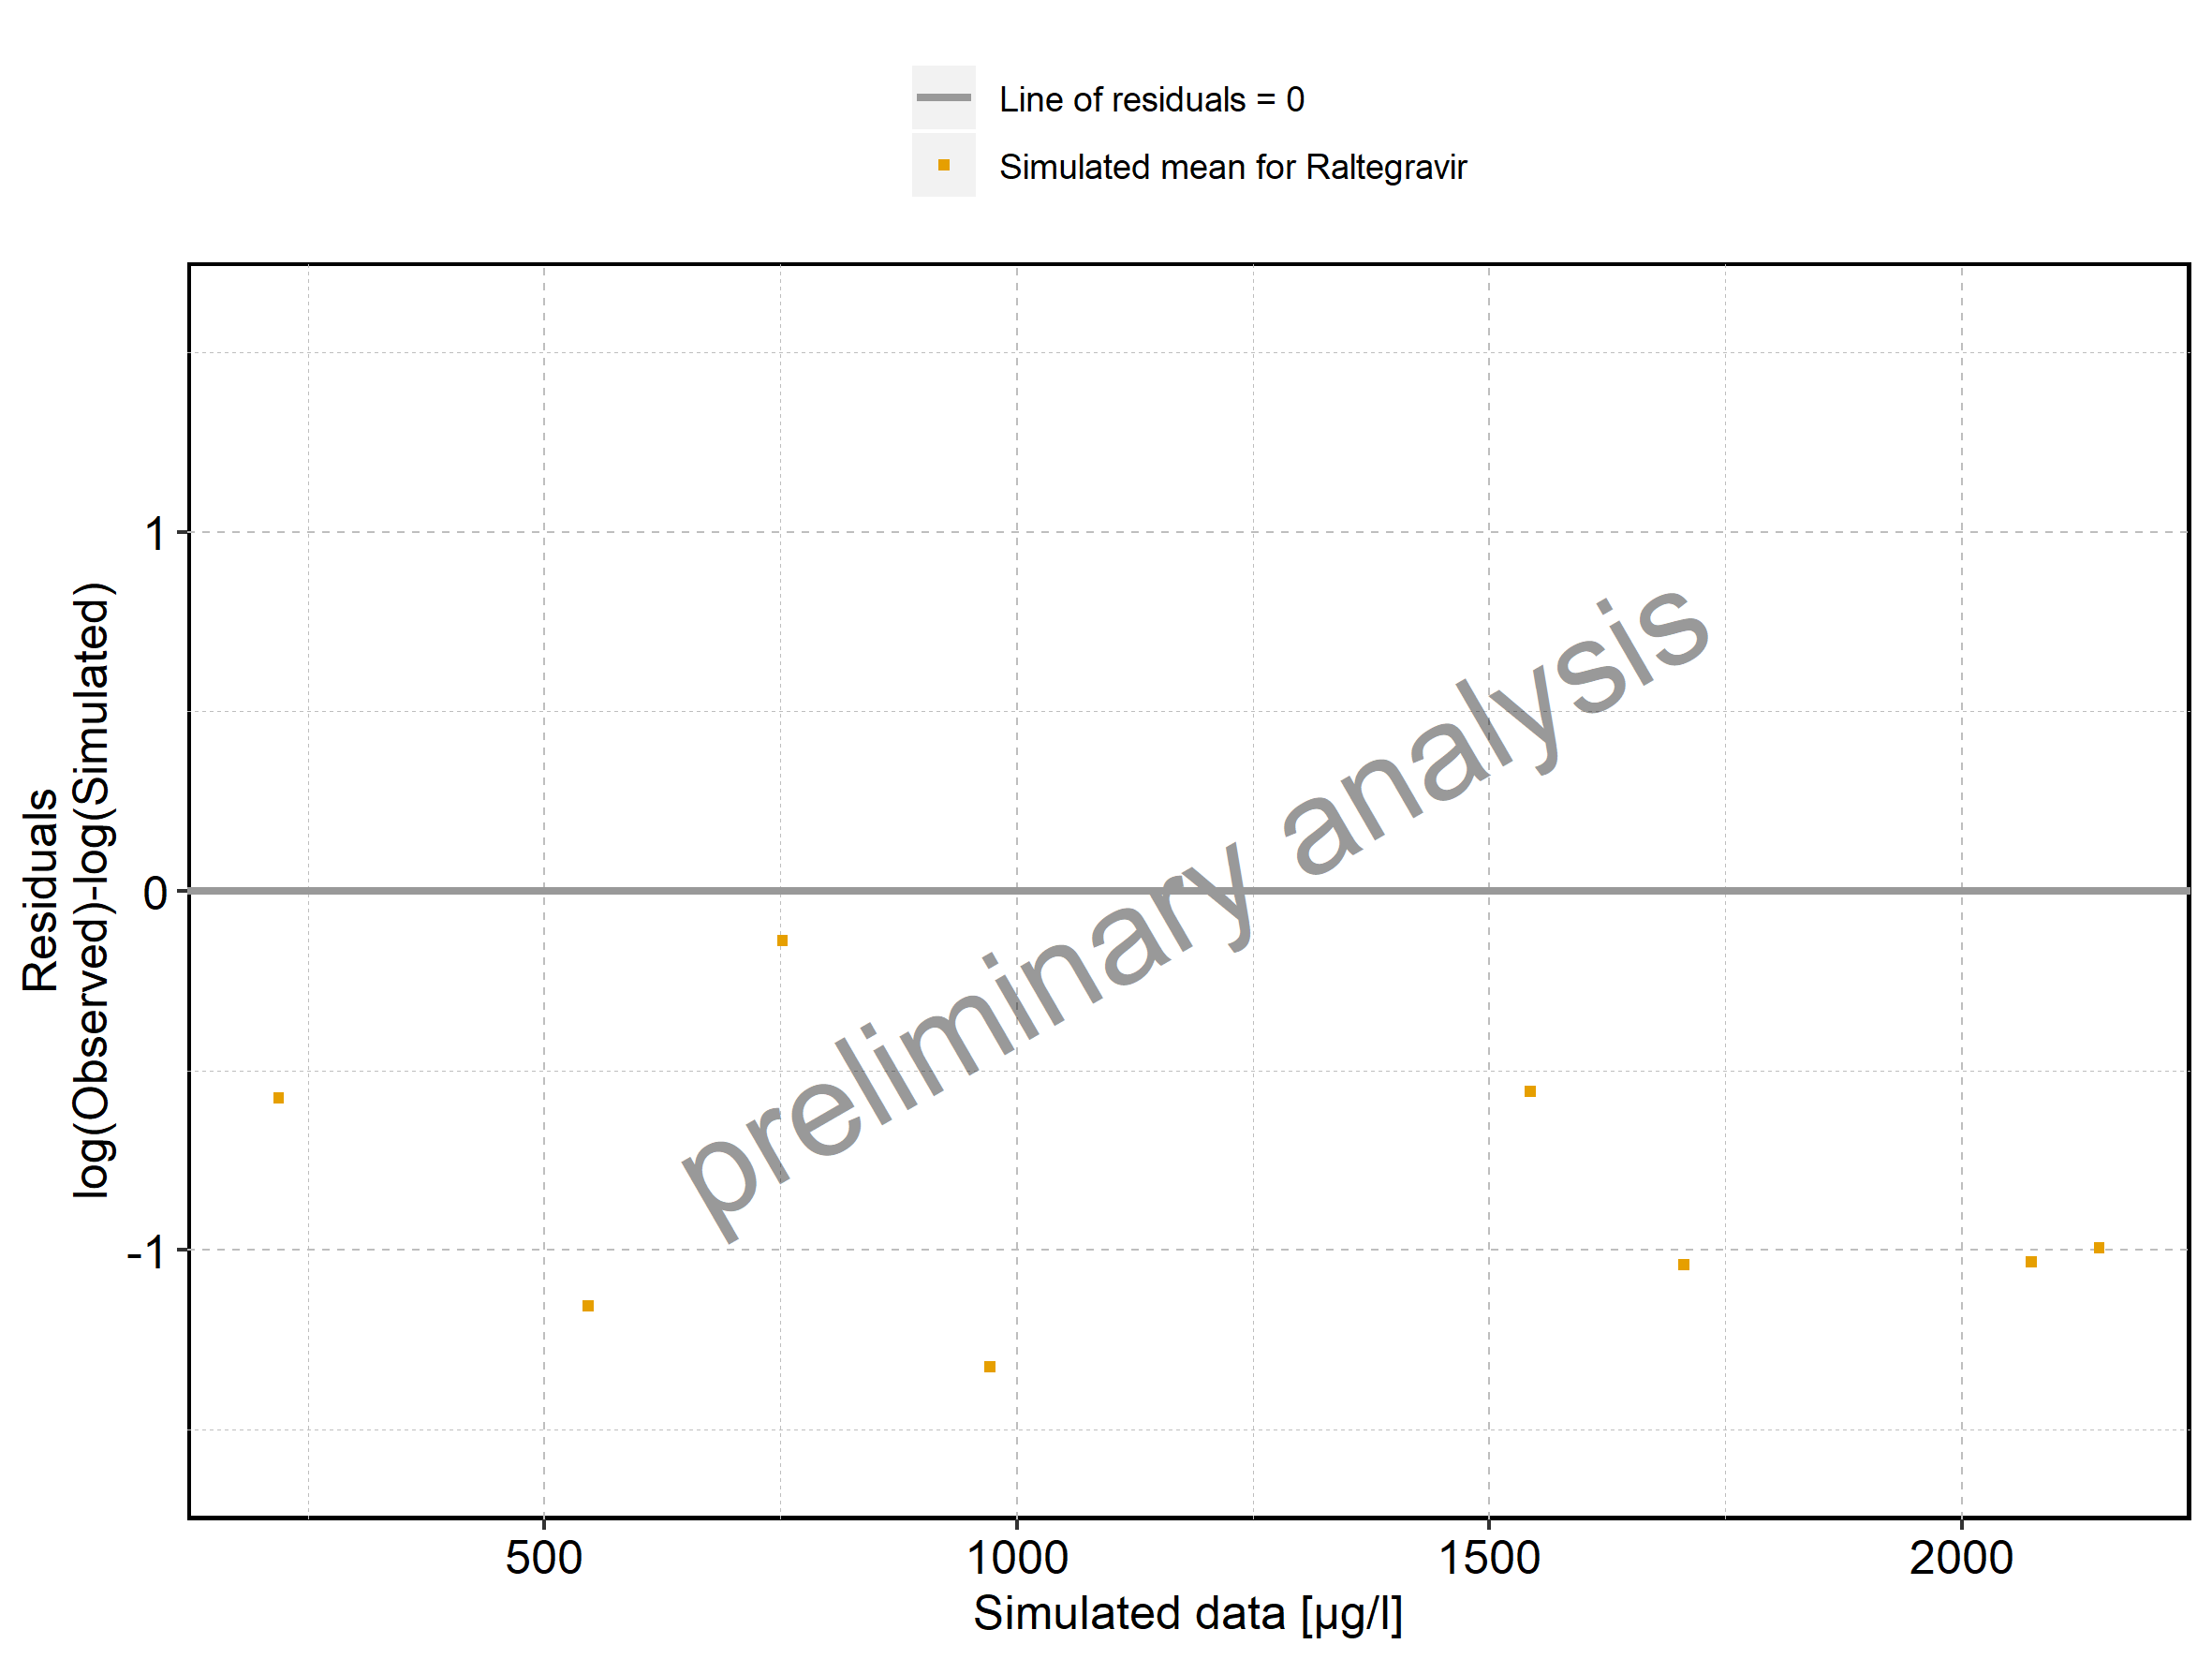 Line of residuals = 0
Simulated mean for Raltegravir
Residuals
log(Observed)-log(Simulated)
1
0
-1
preliminary analysis
500 1000 1500 2000
Simulated data [µg/l]